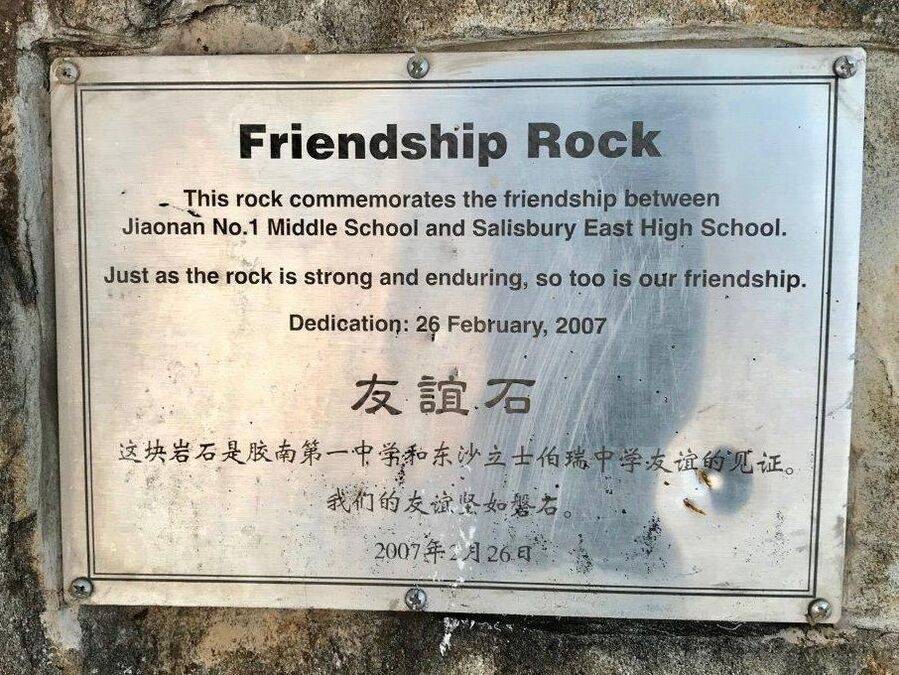 Friendship Rock
This rock commemorates the friendship between
Jiaonan No.1 Middle School and Salisbury East High School.
Just as the rock is strong and enduring, so too is our friendship.
Dedication: 26 February, 2007
友誼石
这块岩石是胶南第一中学和东沙立士伯瑞中学友谊的见证。
我们的友谊坚如磐石。
2007年2月26日